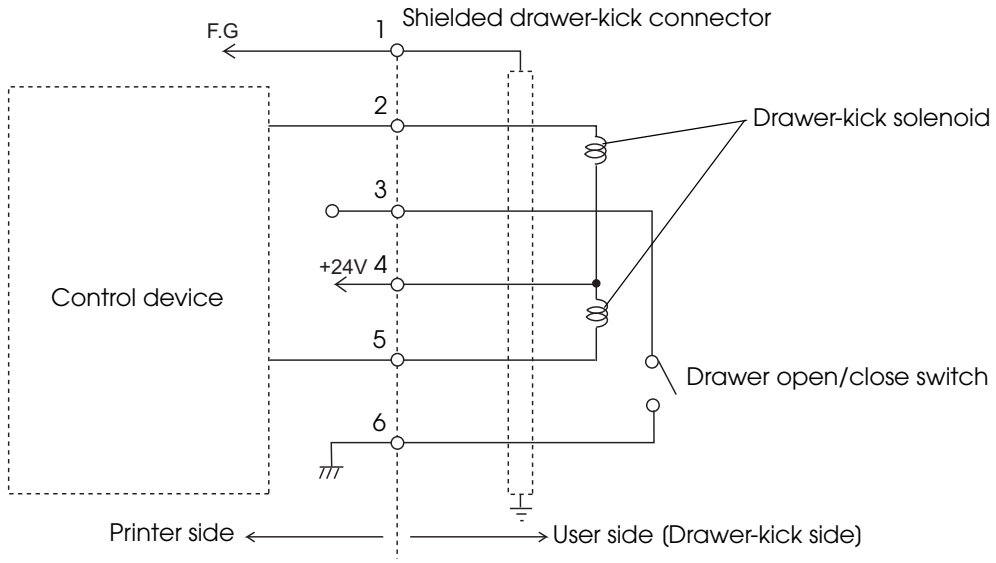 Shielded drawer-kick connector
F.G
1
2
Drawer-kick solenoid
3
+24V 4
Control device
5
Drawer open/close switch
6
Printer side
User side (Drawer-kick side)